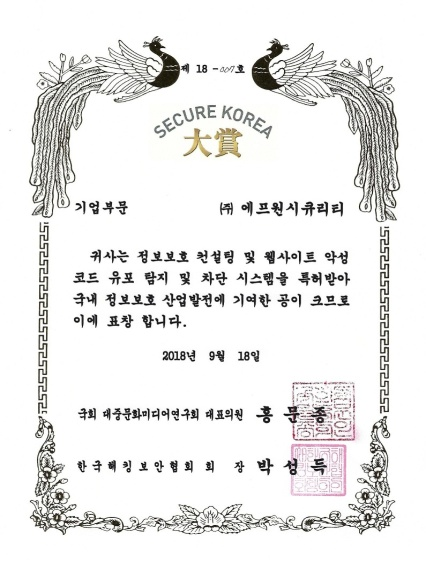 제 18 - 007 호
SECURE KOREA
大賞
기업부문 ㈜ 에프원시큐리티
귀사는 정보보호 컨설팅 및 웹사이트 악성
코드 유포 탐지 및 차단 시스템을 특허받아
국내 정보보호 산업발전에 기여한 공이 크므로
이에 표창 합니다.
2018년 9월 18일
국회 대중문화미디어연구회 대표의원 홍 문 종
한국해킹보안협회 회 장 박 성 득